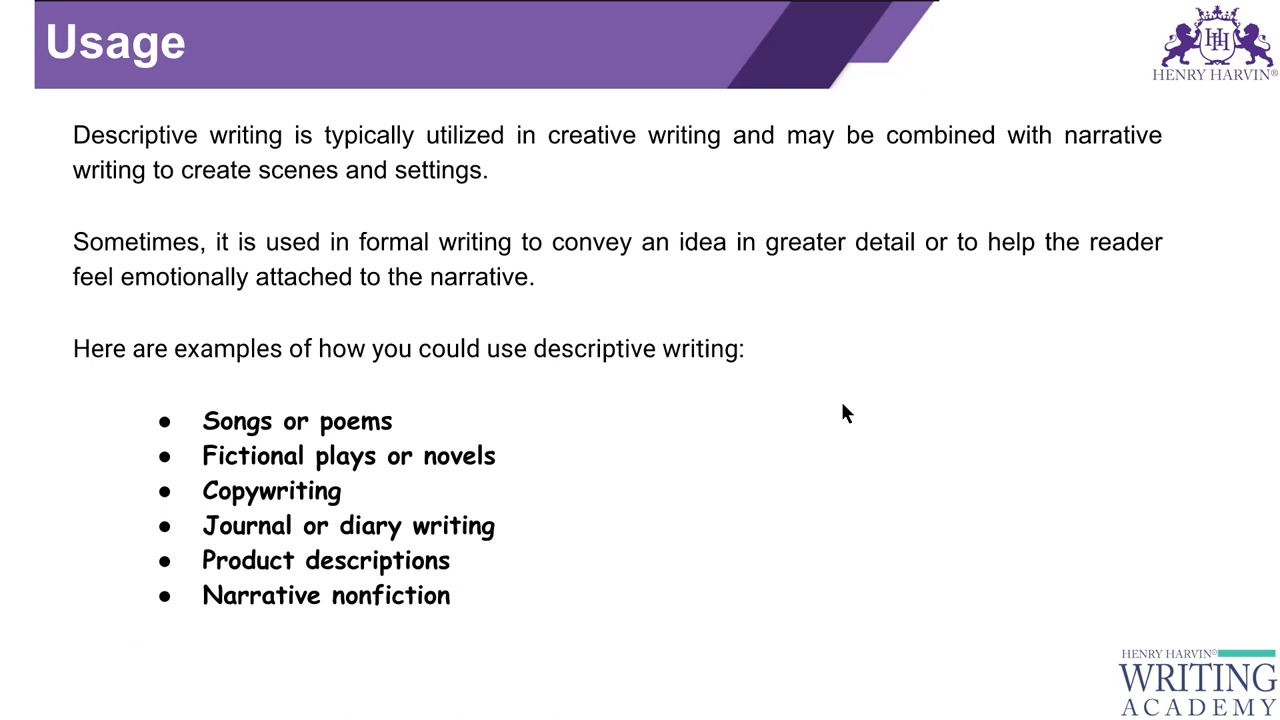 Usage
HENRY HARVIN®
Descriptive writing is typically utilized in creative writing and may be combined with narrative
writing to create scenes and settings.
Sometimes, it is used in formal writing to convey an idea in greater detail or to help the reader
feel emotionally attached to the narrative.
Here are examples of how you could use descriptive writing:
● Songs or poems
● Fictional plays or novels
● Copywriting
● Journal or diary writing
● Product descriptions
● Narrative nonfiction
HENRY HARVIN®
WRITING
ACADEMY